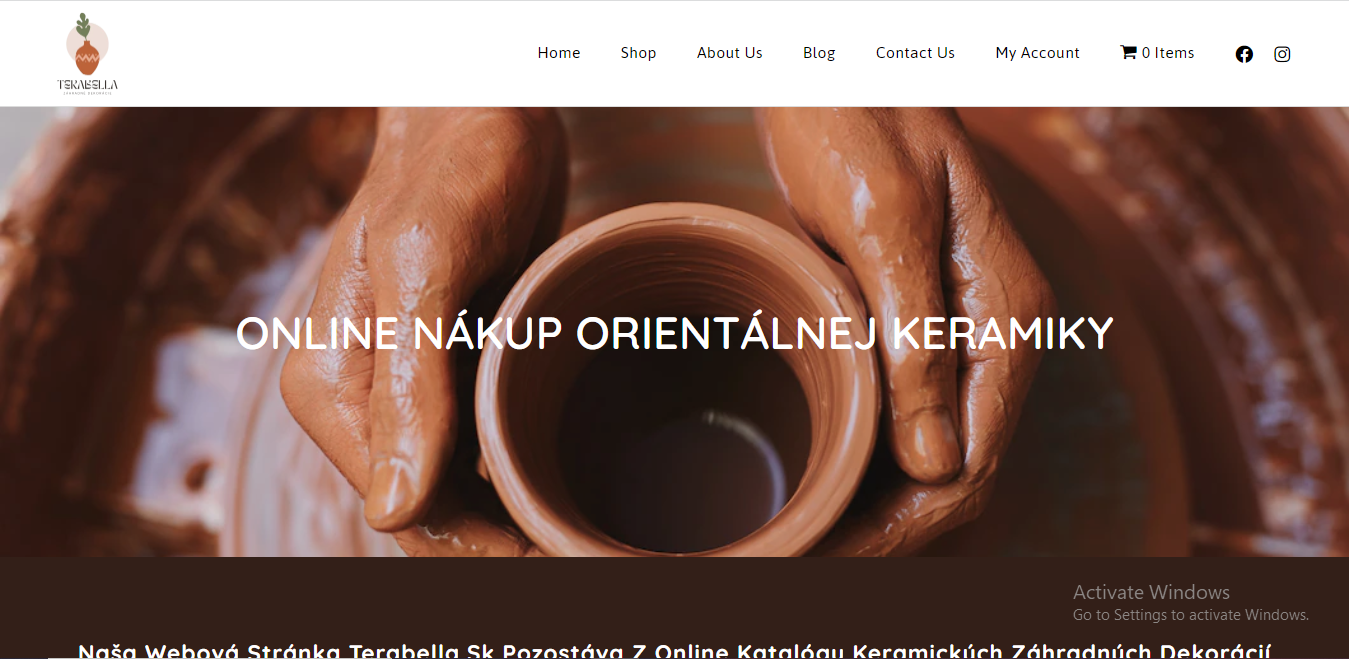 TERABELLA
Home Shop About Us Blog Contact Us My Account 0 Items
ONLINE NÁKUP ORIENTÁLNEJ KERAMIKY
Activate Windows
Go to Settings to activate Windows.
Naša Webová Stránka Terabella Sk Pozostáva Z Online Katalógu Keramických Záhradných Dekorácií